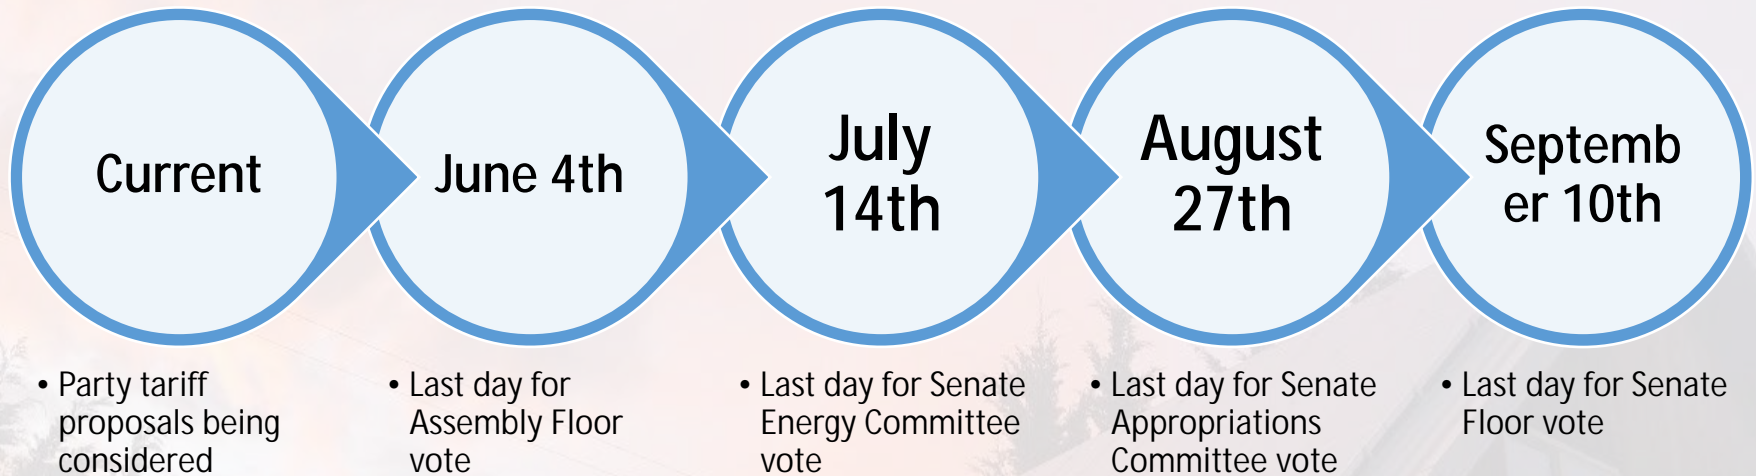 Current
June 4th
July
14th
August
27th
Septemb
er 10th
• Party tariff
proposals being
considered
• Last day for
Assembly Floor
vote
• Last day for Senate
Energy Committee
vote
• Last day for Senate
Appropriations
Committee vote
• Last day for Senate
Floor vote